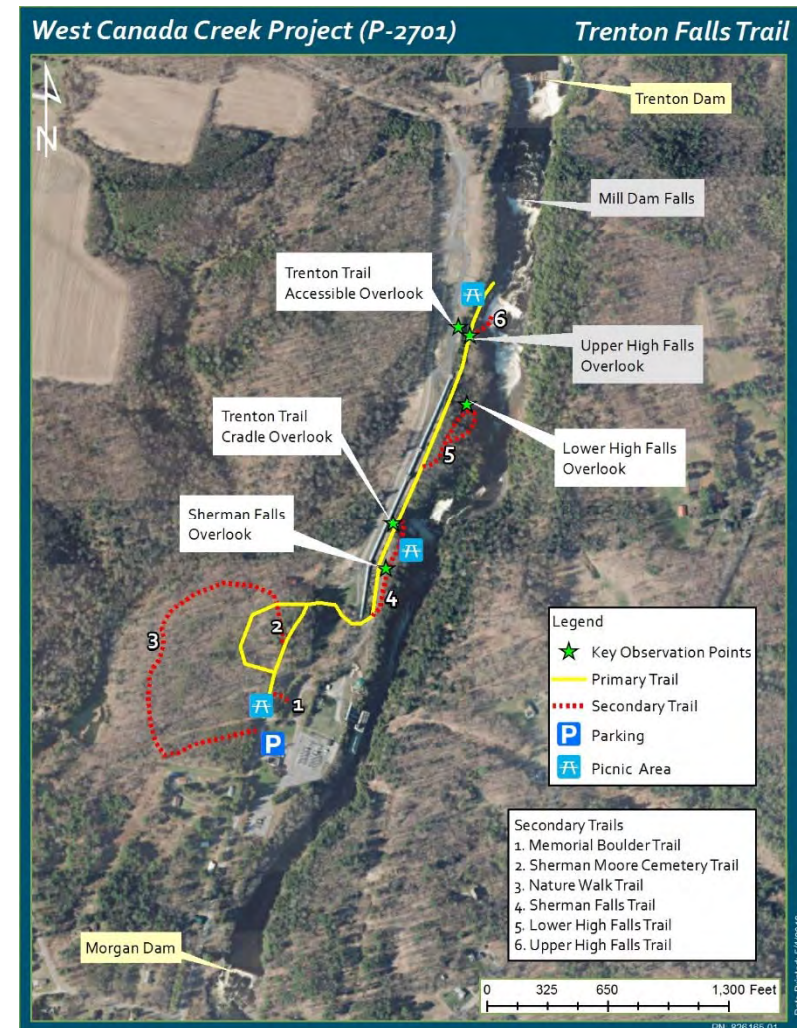 West Canada Creek Project (P-2701)
Trenton Falls Trail
N
Trenton Dam
Mill Dam Falls
Trenton Trail
Accessible Overlook
6
Upper High Falls
Overlook
Trenton Trail
Cradle Overlook
5
Lower High Falls
Overlook
Sherman Falls
Overlook
4
3
2
1
P
Morgan Dam
Legend
Key Observation Points
Primary Trail
Secondary Trail
P Parking
Picnic Area
Secondary Trails
1. Memorial Boulder Trail
2. Sherman Moore Cemetery Trail
3. Nature Walk Trail
4. Sherman Falls Trail
5. Lower High Falls Trail
6. Upper High Falls Trail
0 325 650 1,300 Feet